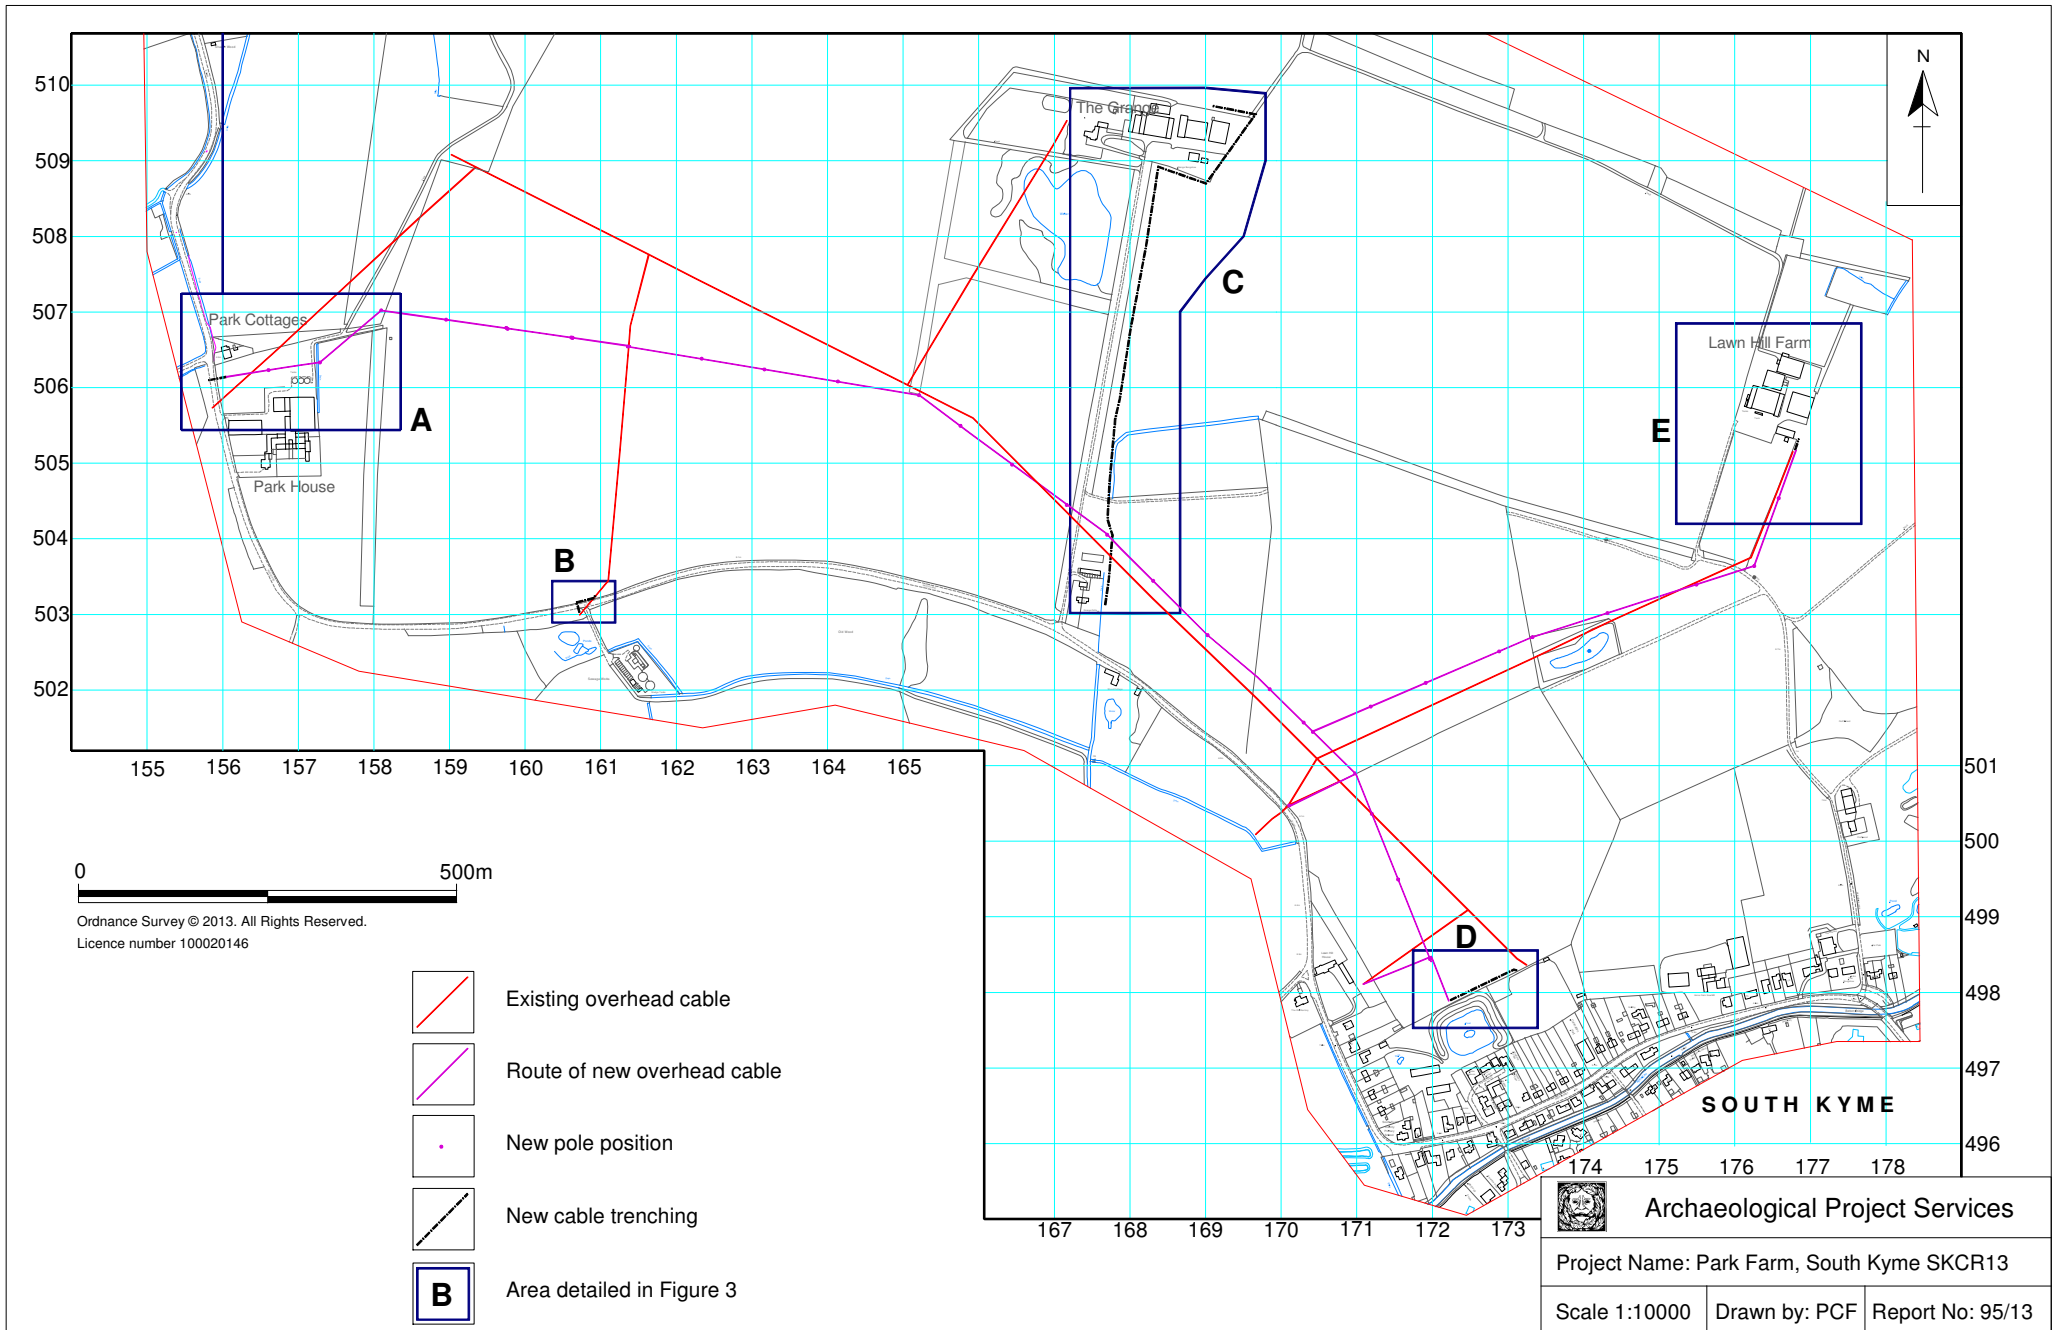 N
510
509
508
507
506
505
504
503
502
The Grange
C
Park Cottages
A
Park House
Lawn Hill Farm
E
B
D
155 156 157 158 159 160 161 162 163 164 165
501
500
499
498
497
496
SOUTH KYME
174 175 176 177 178
167 168 169 170 171 172 173
0 500m
Ordnance Survey © 2013. All Rights Reserved.
Licence number 100020146
Existing overhead cable
Route of new overhead cable
New pole position
New cable trenching
B Area detailed in Figure 3
Archaeological Project Services
Project Name: Park Farm, South Kyme SKCR13
Scale 1:10000 Drawn by: PCF Report No: 95/13